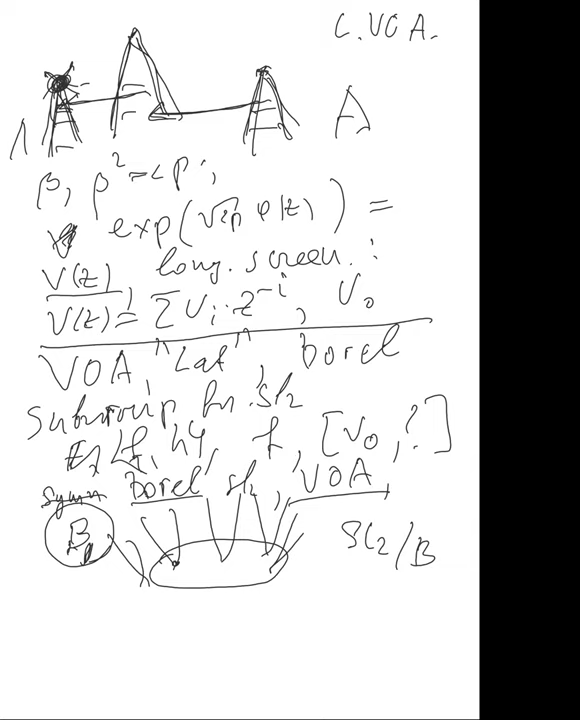 C. VOA.
A
β, β² = 2p;
exp(√2p φ(z)) =
V(z), long. screen.:
V(z) = Σ Vᵢ·z⁻ⁱ, V₀
VOA, "Lat", borel
subgroup for sl₂
f, [V₀, ?]
borel sl₂, VOA
B
SL₂/B